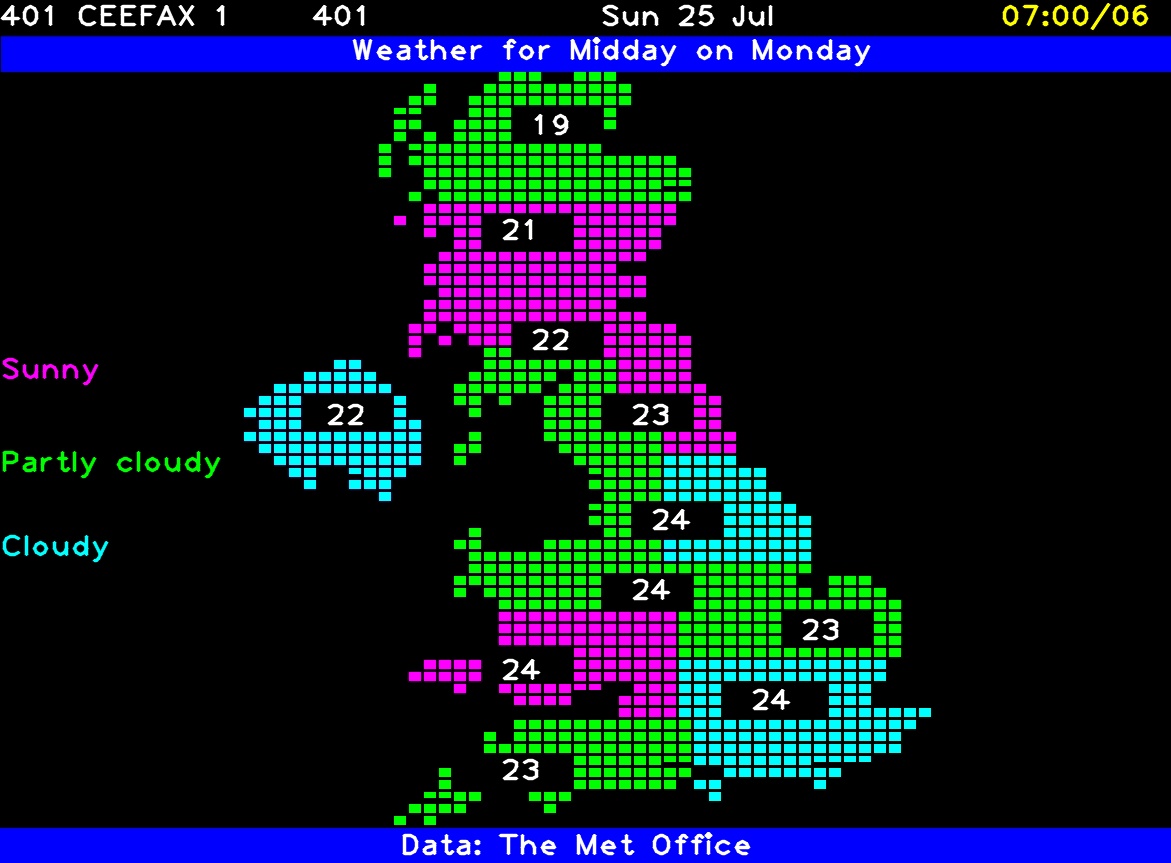 401 CEEFAX 1 401 Sun 25 Jul 07:00/06
Weather for Midday on Monday
19
21
22
Sunny
22 23
Partly cloudy
24
Cloudy
24
23
24
24
23
Data: The Met Office